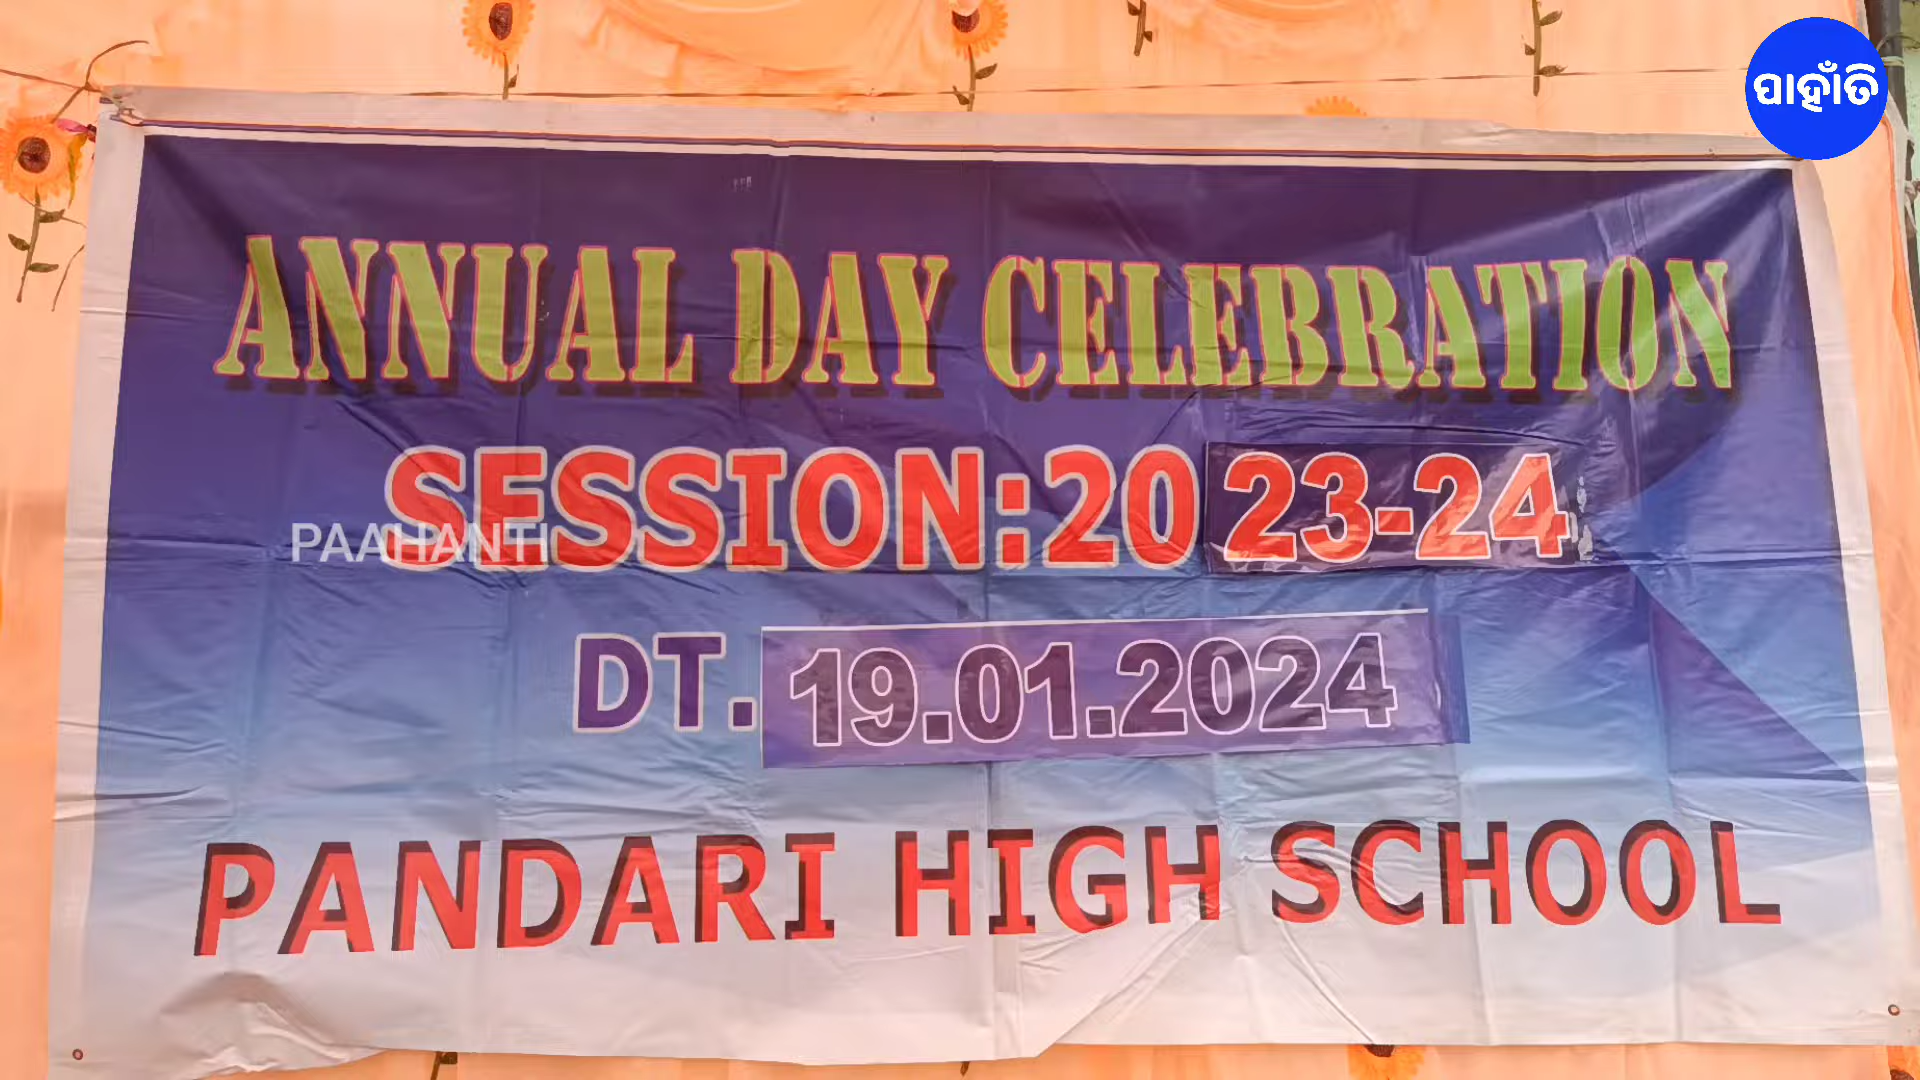 ପାହାଁତି
ANNUAL DAY CELEBRATION
SESSION:2023-24
PAAHANTI
DT. 19.01.2024
PANDARI HIGH SCHOOL